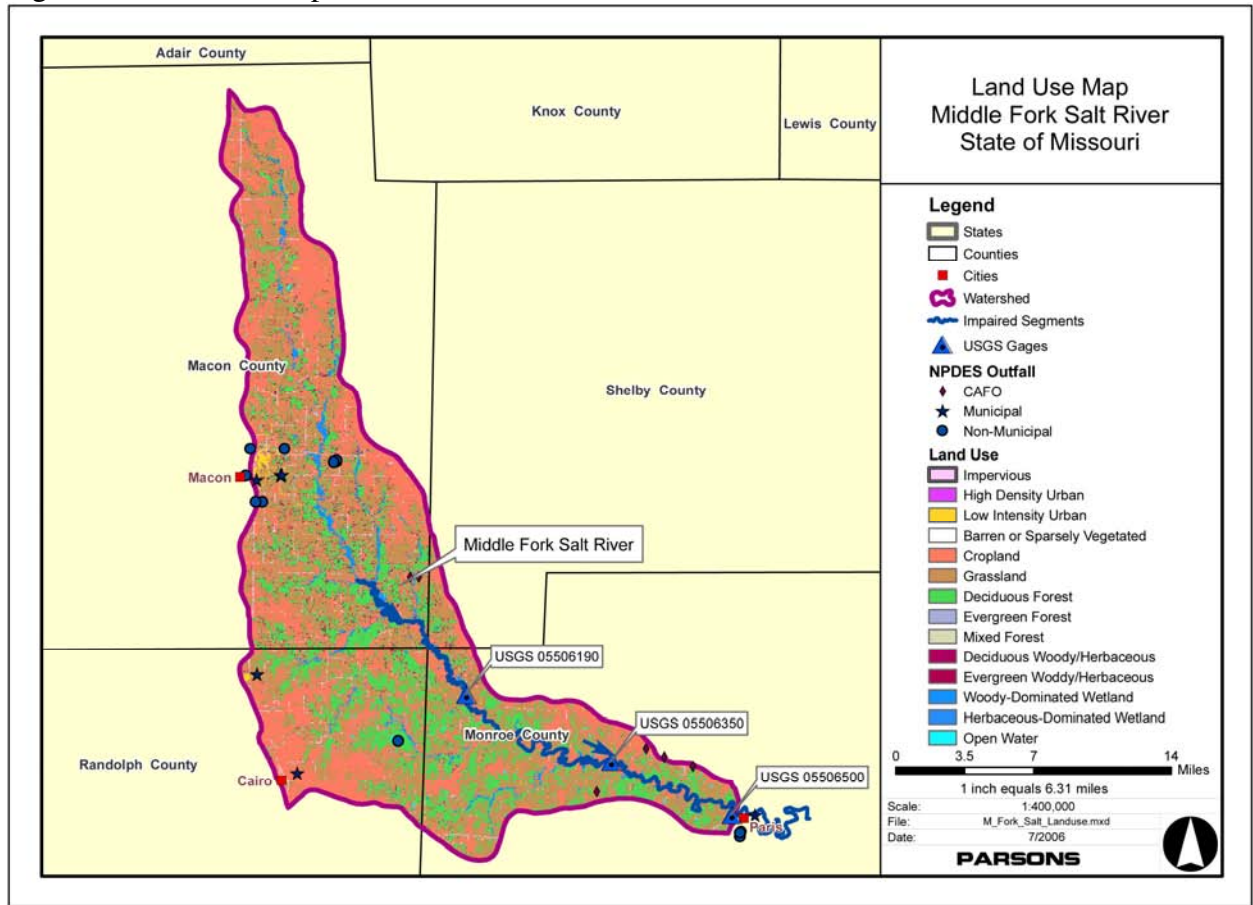 Adair County
Knox County
Lewis County
Macon County
Shelby County
Macon
Middle Fork Salt River
USGS 05506190
USGS 05506350
Monroe County
Randolph County
USGS 05506500
Cairo
Paris
Land Use Map
Middle Fork Salt River
State of Missouri
Legend
States
Counties
Cities
Watershed
Impaired Segments
USGS Gages
NPDES Outfall
CAFO
Municipal
Non-Municipal
Land Use
Impervious
High Density Urban
Low Intensity Urban
Barren or Sparsely Vegetated
Cropland
Grassland
Deciduous Forest
Evergreen Forest
Mixed Forest
Deciduous Woody/Herbaceous
Evergreen Woddy/Herbaceous
Woody-Dominated Wetland
Herbaceous-Dominated Wetland
Open Water
0 3.5 7 14
Miles
1 inch equals 6.31 miles
Scale: 1:400,000
File: M_Fork_Salt_Landuse.mxd
Date: 7/2006
PARSONS